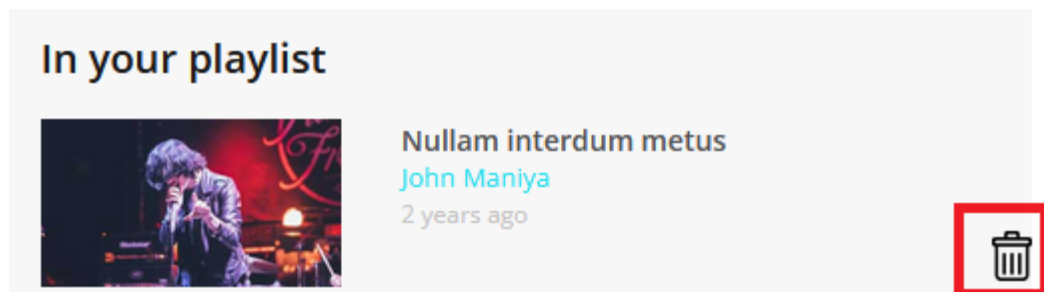 In your playlist
Nullam interdum metus
John Maniya
2 years ago